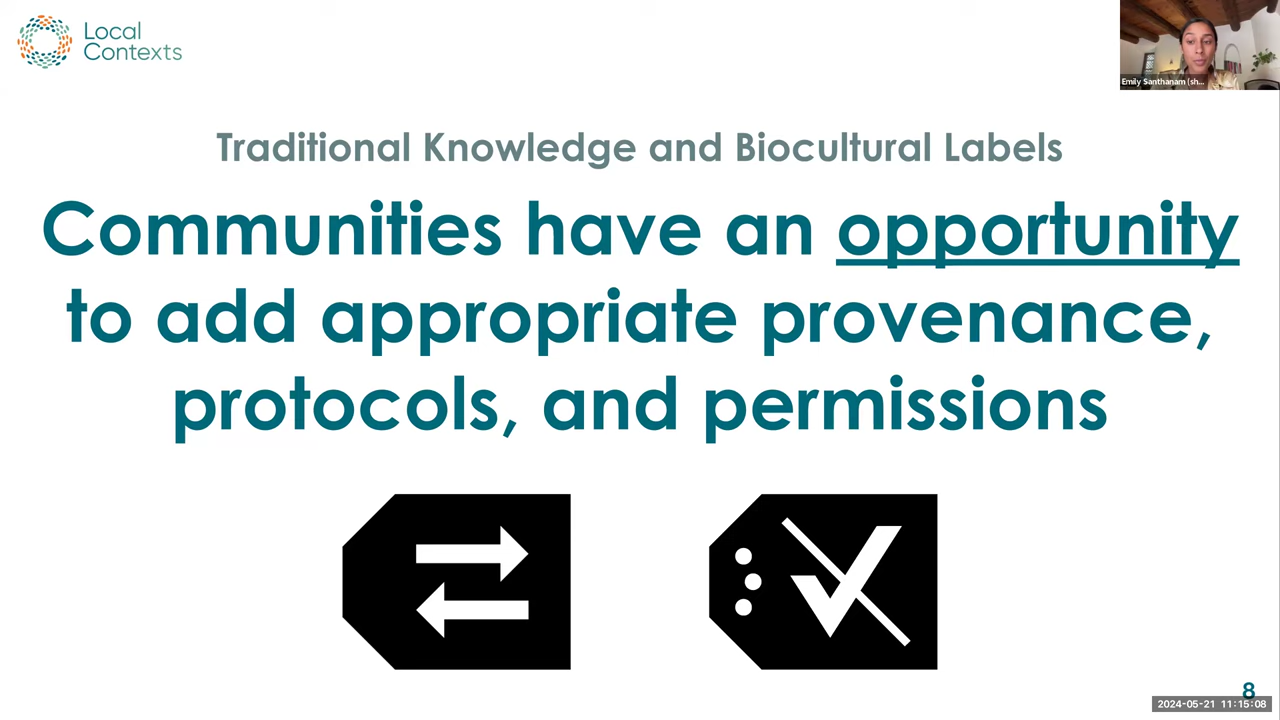 Local
Contexts
Emily Santhanam (sh...
Traditional Knowledge and Biocultural Labels
Communities have an opportunity
to add appropriate provenance,
protocols, and permissions
8
2024-05-21 11:15:08